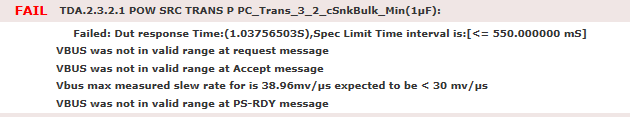 FAIL TDA.2.3.2.1 POW SRC TRANS P PC_Trans_3_2_cSnkBulk_Min(1µF):
Failed: Dut response Time:(1.03756503S),Spec Limit Time interval is:[<= 550.000000 mS]
VBUS was not in valid range at request message
VBUS was not in valid range at Accept message
Vbus max measured slew rate for is 38.96mv/µs expected to be < 30 mv/µs
VBUS was not in valid range at PS-RDY message